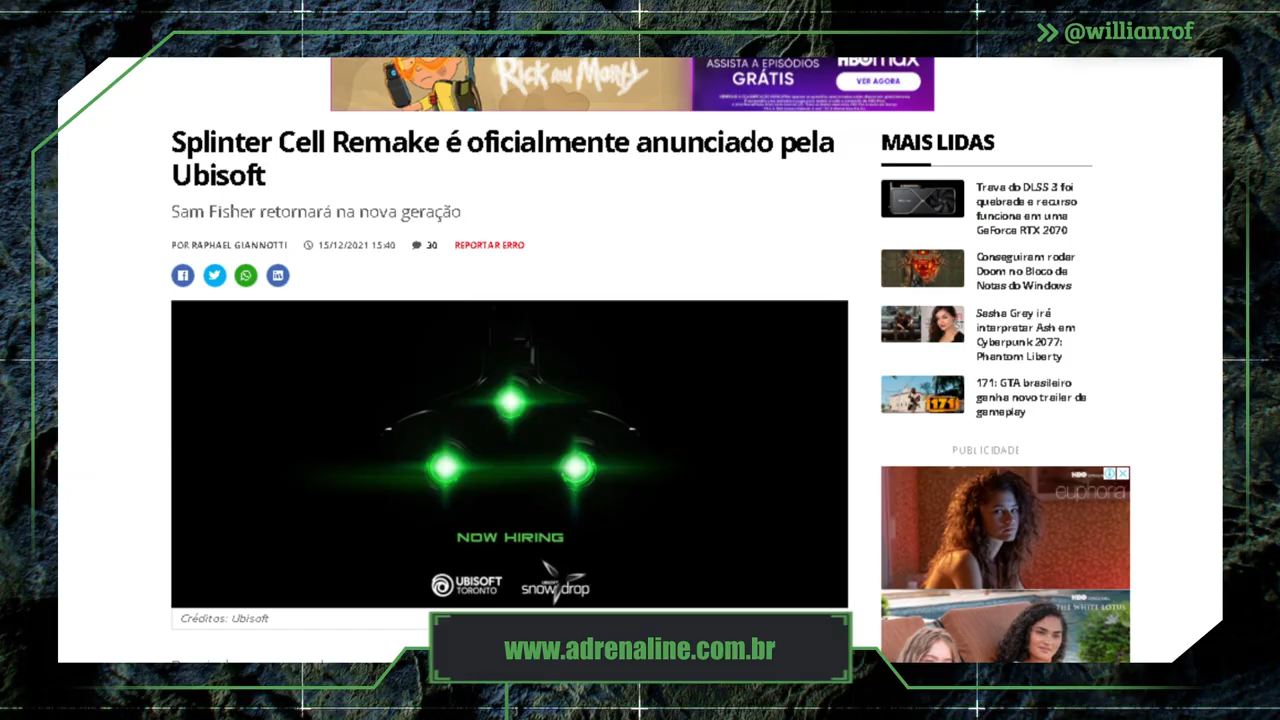 @willianrof
Rick and Morty
ASSISTA A EPISÓDIOS
GRÁTIS
HBOmax
VER AGORA
Splinter Cell Remake é oficialmente anunciado pela
Ubisoft
Sam Fisher retornará na nova geração
POR RAPHAEL GIANNOTTI
15/12/2021 15:40
30
REPORTAR ERRO
NOW HIRING
UBISOFT
TORONTO
UBISOFT
snowdrop
Créditos: Ubisoft
MAIS LIDAS
Trava do DLSS 3 foi
quebrada e recurso
funciona em uma
GeForce RTX 2070
Conseguiram rodar
Doom no Bloco de
Notas do Windows
Sasha Grey irá
interpretar Ash em
Cyberpunk 2077:
Phantom Liberty
171
171: GTA brasileiro
ganha novo trailer de
gameplay
PUBLICIDADE
HBO
euphoria
HBO
THE WHITE LOTUS
www.adrenaline.com.br